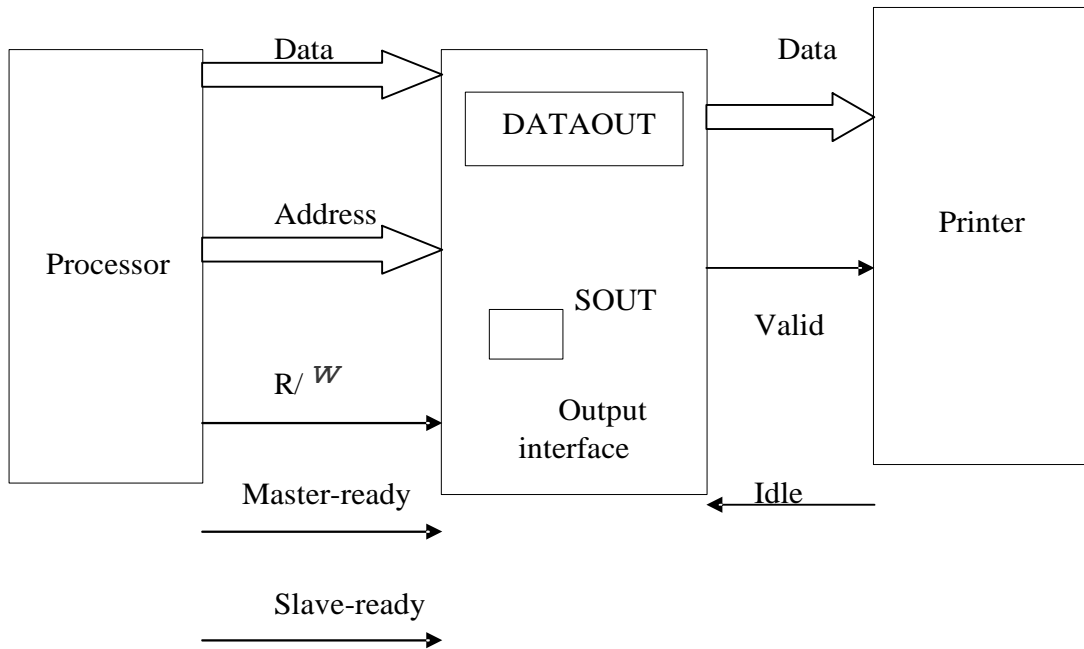 Data
Data
DATAOUT
Address
Printer
Processor
SOUT
Valid
R/ W
Output
interface
Master-ready
Idle
Slave-ready